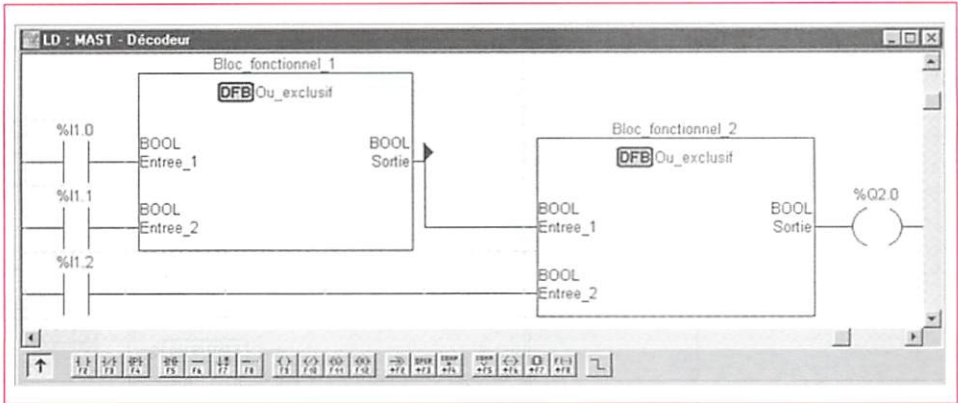 LD : MAST - Décodeur
Bloc_fonctionnel_1
DFB Ou_exclusif
%I1.0
BOOL
BOOL
Entree_1
Sortie
Bloc_fonctionnel_2
DFB Ou_exclusif
%I1.1
BOOL
Entree_2
BOOL
BOOL
%Q2.0
Entree_1
Sortie
%I1.2
BOOL
Entree_2